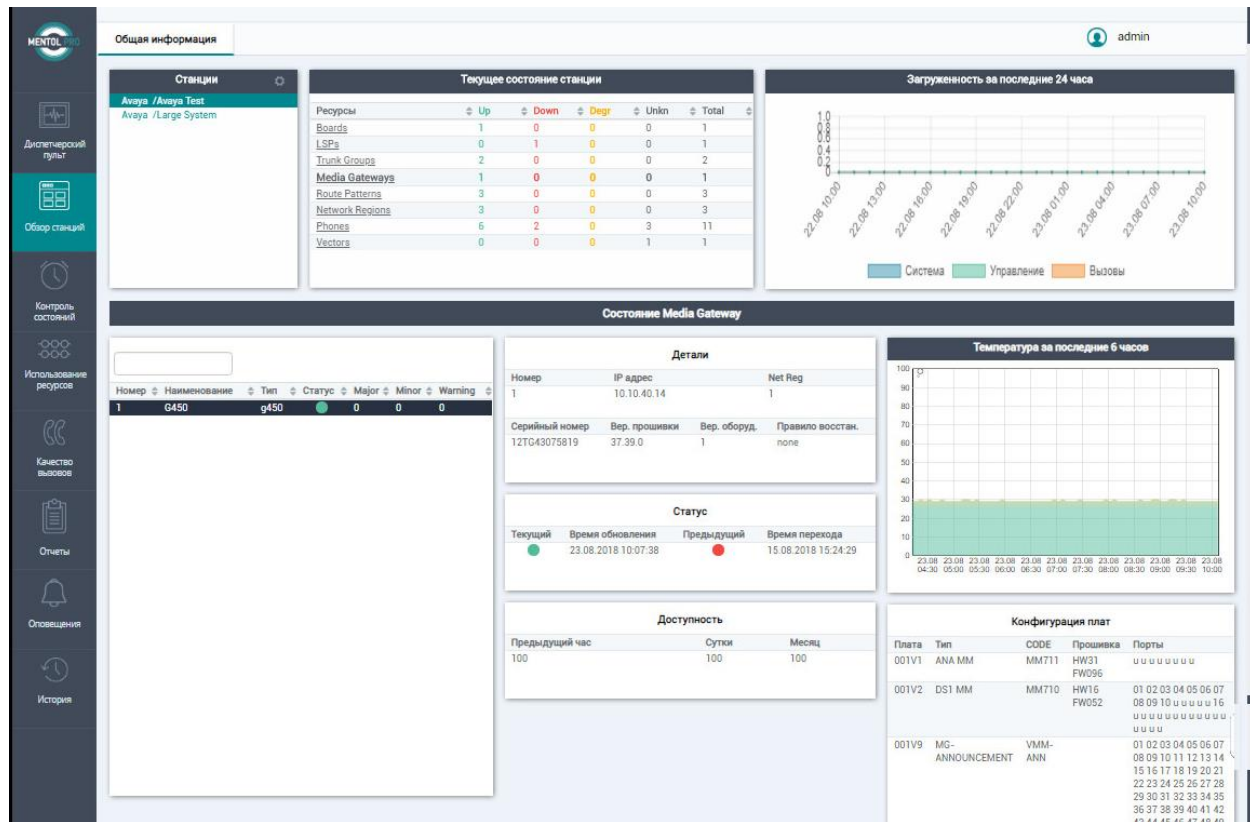 MENTOL PRO
Общая информация
admin
Диспетчерский пульт
Обзор станций
Контроль состояний
Использование ресурсов
Качество вызовов
Отчеты
Оповещения
История
Станции
Avaya /Avaya Test
Avaya /Large System
Текущее состояние станции
Ресурсы Up Down Degr Unkn Total
Boards 1 0 0 0 1
LSPs 0 1 0 0 1
Trunk Groups 2 0 0 0 2
Media Gateways 1 0 0 0 1
Route Patterns 3 0 0 0 3
Network Regions 3 0 0 0 3
Phones 6 2 0 3 11
Vectors 0 0 0 1 1
Загруженность за последние 24 часа
1.0
0.8
0.6
0.4
0.2
0
22.08 10:00 22.08 13:00 22.08 16:00 22.08 19:00 22.08 22:00 23.08 01:00 23.08 04:00 23.08 07:00 23.08 10:00
Система Управление Вызовы
Состояние Media Gateway
Номер Наименование Тип Статус Major Minor Warning
1 G450 g450 0 0 0
Детали
Номер IP адрес Net Reg
1 10.10.40.14 1
Серийный номер Вер. прошивки Вер. оборуд. Правило восстан.
12TG43075819 37.39.0 1 none
Статус
Текущий Время обновления Предыдущий Время перехода
23.08.2018 10:07:38 15.08.2018 15:24:29
Доступность
Предыдущий час Сутки Месяц
100 100 100
Температура за последние 6 часов
100
90
80
70
60
50
40
30
20
10
0
23.08 23.08 23.08 23.08 23.08 23.08 23.08 23.08 23.08 23.08 23.08 23.08
04:30 05:00 05:30 06:00 06:30 07:00 07:30 08:00 08:30 09:00 09:30 10:00
Конфигурация плат
Плата Тип CODE Прошивка Порты
001V1 ANA MM MM711 HW31 u u u u u u u u
FW096
001V2 DS1 MM MM710 HW16 01 02 03 04 05 06 07
FW052 08 09 10 u u u u u 16
u u u u u u u u u u u
u u u u
001V9 MG- VMM- 01 02 03 04 05 06 07
ANNOUNCEMENT ANN 08 09 10 11 12 13 14
15 16 17 18 19 20 21
22 23 24 25 26 27 28
29 30 31 32 33 34 35
36 37 38 39 40 41 42
43 44 45 46 47 48 49